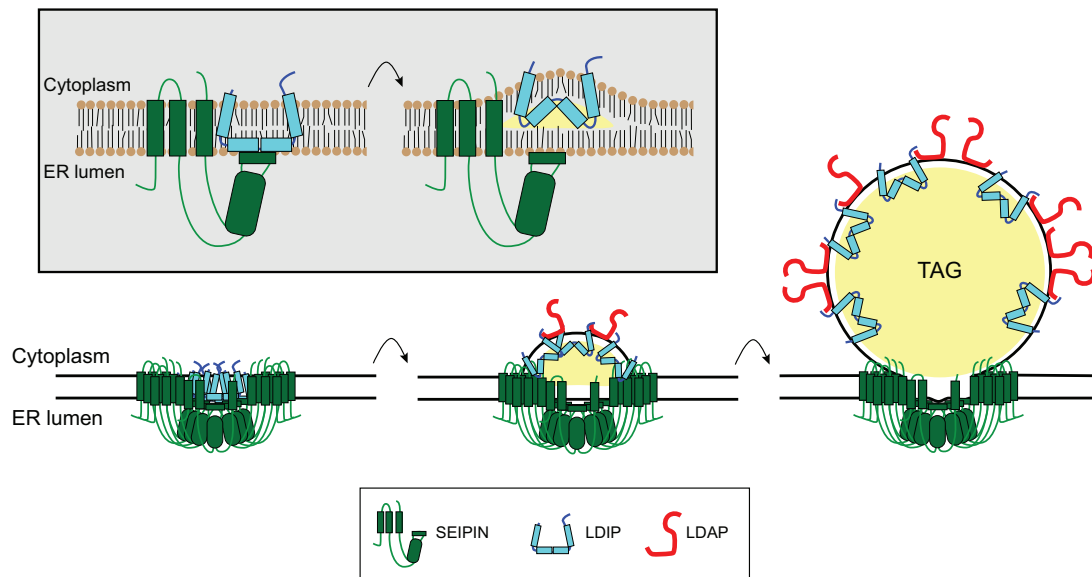 Cytoplasm
ER lumen
TAG
Cytoplasm
ER lumen
SEIPIN
LDIP
LDAP